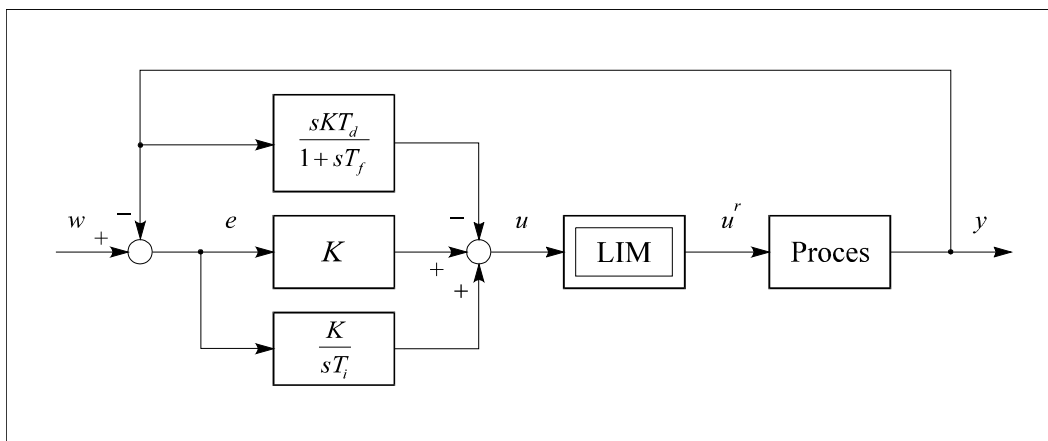 sKT_d
1 + sT_f
w
+
−
e
K
−
+
+
u
LIM
u^r
Proces
y
K
sT_i